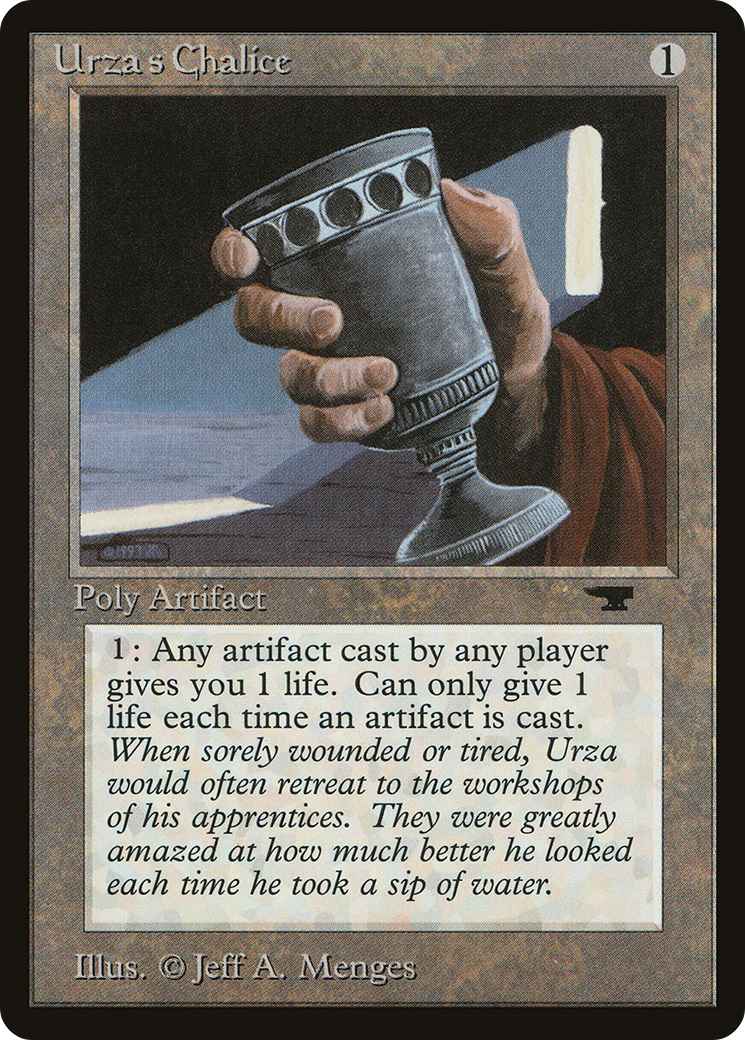 Urza's Chalice
1
© 1993
Poly Artifact
1: Any artifact cast by any player
gives you 1 life. Can only give 1
life each time an artifact is cast.
When sorely wounded or tired, Urza
would often retreat to the workshops
of his apprentices. They were greatly
amazed at how much better he looked
each time he took a sip of water.
Illus. © Jeff A. Menges